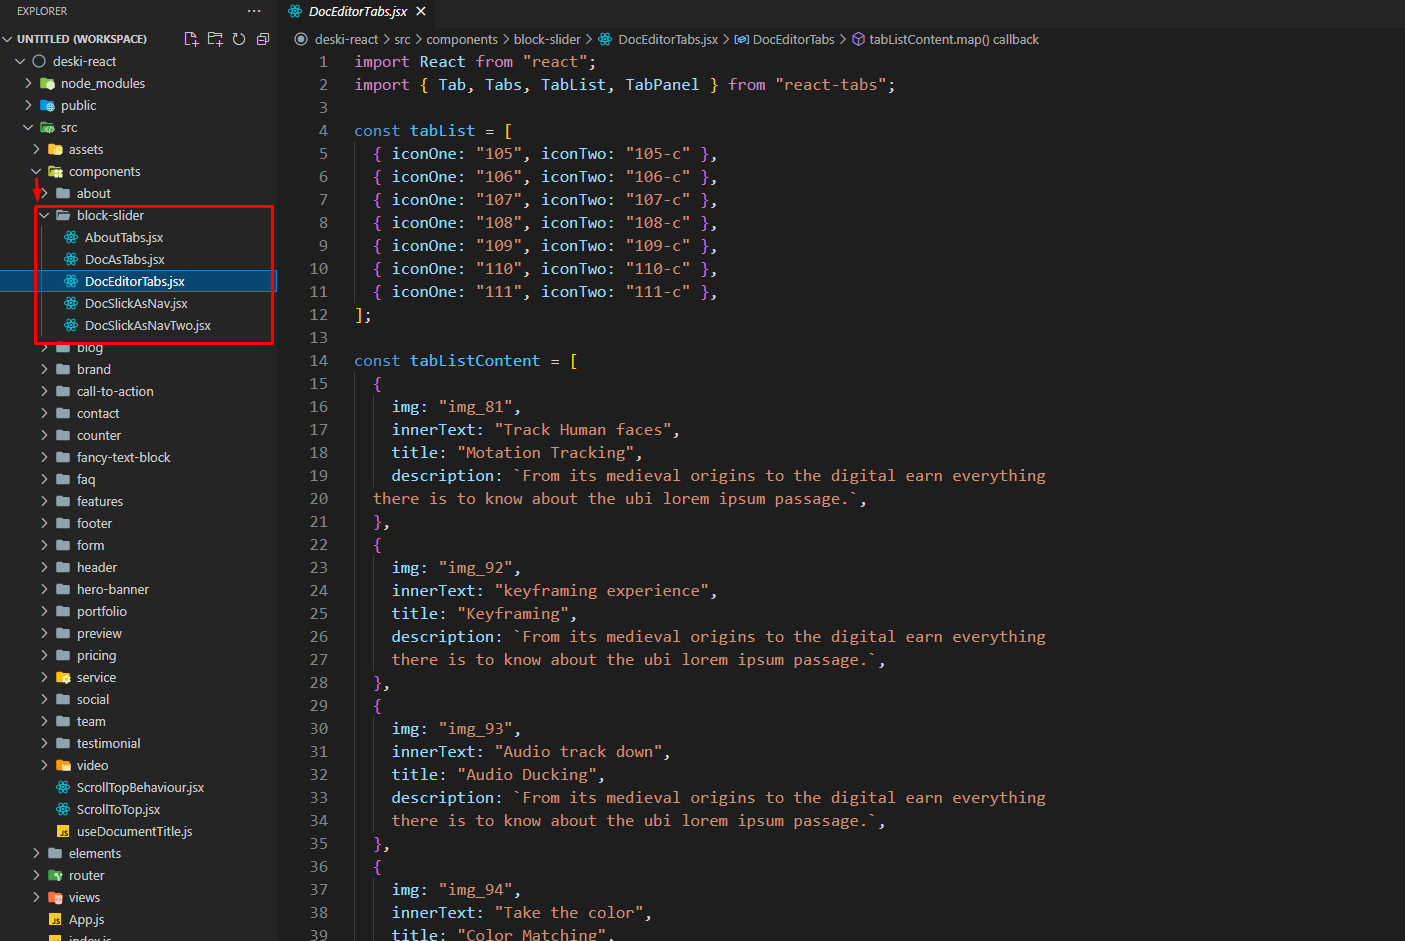 EXPLORER
UNTITLED (WORKSPACE)
deski-react
node_modules
public
src
assets
components
about
block-slider
AboutTabs.jsx
DocAsTabs.jsx
DocEditorTabs.jsx
DocSlickAsNav.jsx
DocSlickAsNavTwo.jsx
blog
brand
call-to-action
contact
counter
fancy-text-block
faq
features
footer
form
header
hero-banner
portfolio
preview
pricing
service
social
team
testimonial
video
ScrollTopBehaviour.jsx
ScrollToTop.jsx
JS useDocumentTitle.js
elements
router
views
JS App.js
index.js
DocEditorTabs.jsx
deski-react > src > components > block-slider > DocEditorTabs.jsx > DocEditorTabs > tabListContent.map() callback
1 import React from "react";
2 import { Tab, Tabs, TabList, TabPanel } from "react-tabs";
3
4 const tabList = [
5 { iconOne: "105", iconTwo: "105-c" },
6 { iconOne: "106", iconTwo: "106-c" },
7 { iconOne: "107", iconTwo: "107-c" },
8 { iconOne: "108", iconTwo: "108-c" },
9 { iconOne: "109", iconTwo: "109-c" },
10 { iconOne: "110", iconTwo: "110-c" },
11 { iconOne: "111", iconTwo: "111-c" },
12 ];
13
14 const tabListContent = [
15 {
16 img: "img_81",
17 innerText: "Track Human faces",
18 title: "Motation Tracking",
19 description: `From its medieval origins to the digital earn everything
20 there is to know about the ubi lorem ipsum passage.`,
21 },
22 {
23 img: "img_92",
24 innerText: "keyframing experience",
25 title: "Keyframing",
26 description: `From its medieval origins to the digital earn everything
27 there is to know about the ubi lorem ipsum passage.`,
28 },
29 {
30 img: "img_93",
31 innerText: "Audio track down",
32 title: "Audio Ducking",
33 description: `From its medieval origins to the digital earn everything
34 there is to know about the ubi lorem ipsum passage.`,
35 },
36 {
37 img: "img_94",
38 innerText: "Take the color",
39 title: "Color Matching",